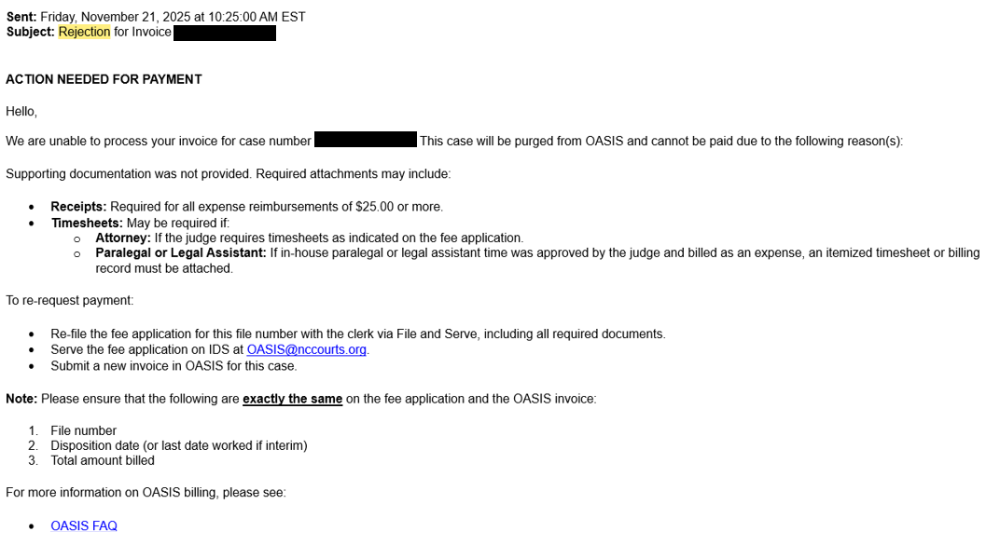 Sent: Friday, November 21, 2025 at 10:25:00 AM EST
Subject: Rejection for Invoice
ACTION NEEDED FOR PAYMENT
Hello,
We are unable to process your invoice for case number This case will be purged from OASIS and cannot be paid due to the following reason(s):
Supporting documentation was not provided. Required attachments may include:
• Receipts: Required for all expense reimbursements of $25.00 or more.
• Timesheets: May be required if:
o Attorney: If the judge requires timesheets as indicated on the fee application.
o Paralegal or Legal Assistant: If in-house paralegal or legal assistant time was approved by the judge and billed as an expense, an itemized timesheet or billing
record must be attached.
To re-request payment:
• Re-file the fee application for this file number with the clerk via File and Serve, including all required documents.
• Serve the fee application on IDS at OASIS@nccourts.org.
• Submit a new invoice in OASIS for this case.
Note: Please ensure that the following are exactly the same on the fee application and the OASIS invoice:
1. File number
2. Disposition date (or last date worked if interim)
3. Total amount billed
For more information on OASIS billing, please see:
• OASIS FAQ